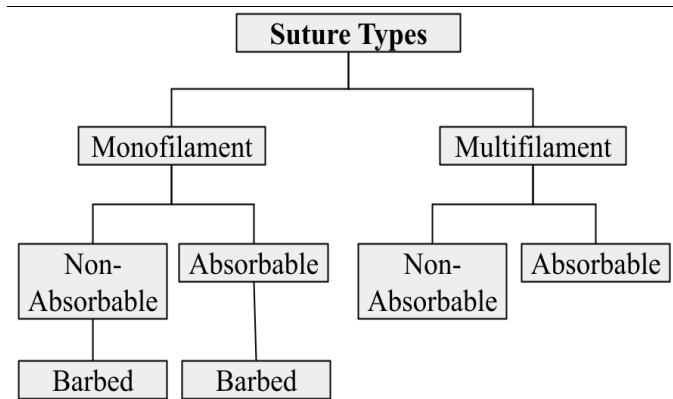 Suture Types
Monofilament
Multifilament
Non-
Absorbable
Absorbable
Non-
Absorbable
Absorbable
Barbed
Barbed